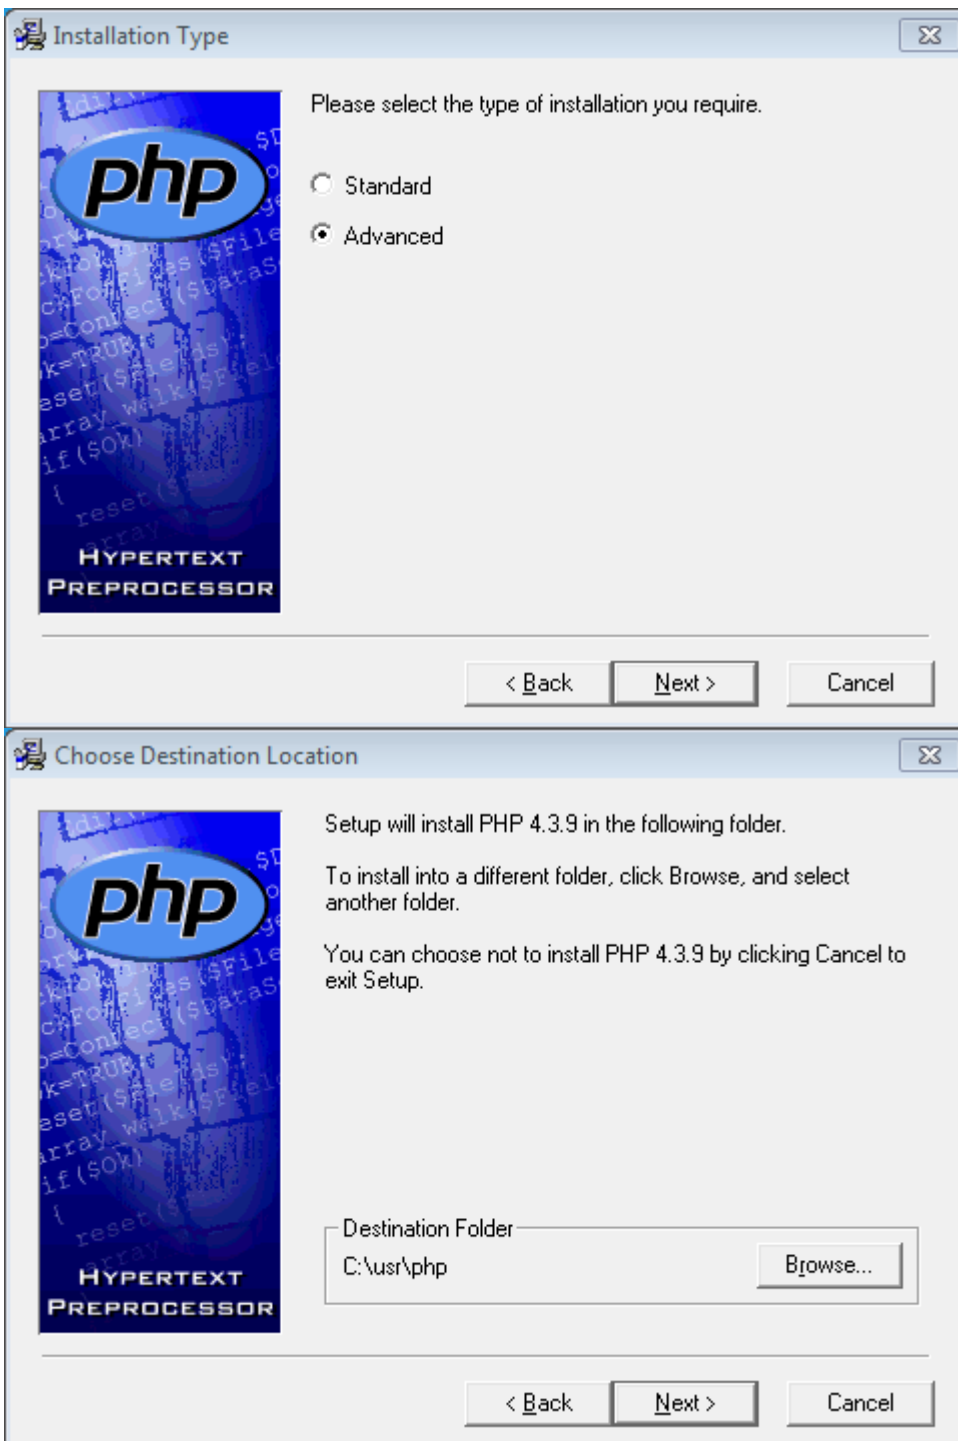 Installation Type
Please select the type of installation you require.
php
Standard
Advanced
HYPERTEXT
PREPROCESSOR
< Back
Next >
Cancel
Choose Destination Location
Setup will install PHP 4.3.9 in the following folder.
php
To install into a different folder, click Browse, and select
another folder.
You can choose not to install PHP 4.3.9 by clicking Cancel to
exit Setup.
Destination Folder
C:\usr\php
Browse...
HYPERTEXT
PREPROCESSOR
< Back
Next >
Cancel